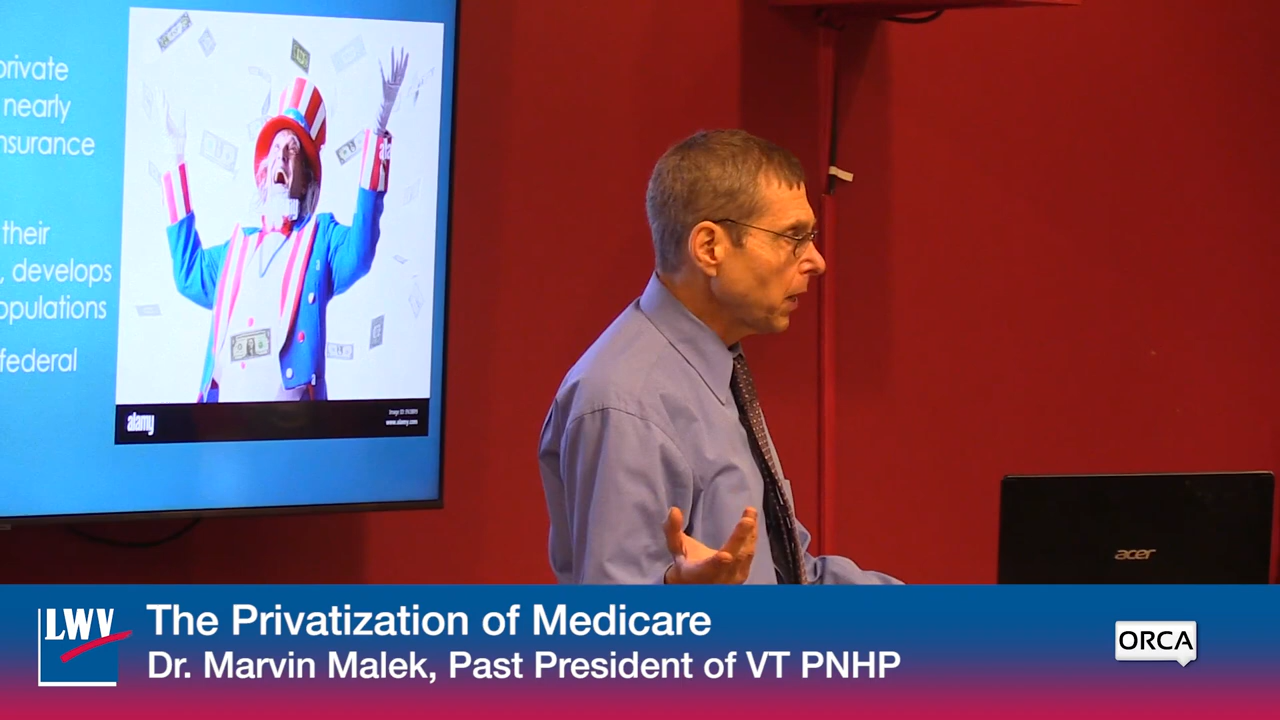 private
nearly
nsurance
their
, develops
opulations
federal
alamy
www.alamy.com
acer
LWV
The Privatization of Medicare
Dr. Marvin Malek, Past President of VT PNHP
ORCA